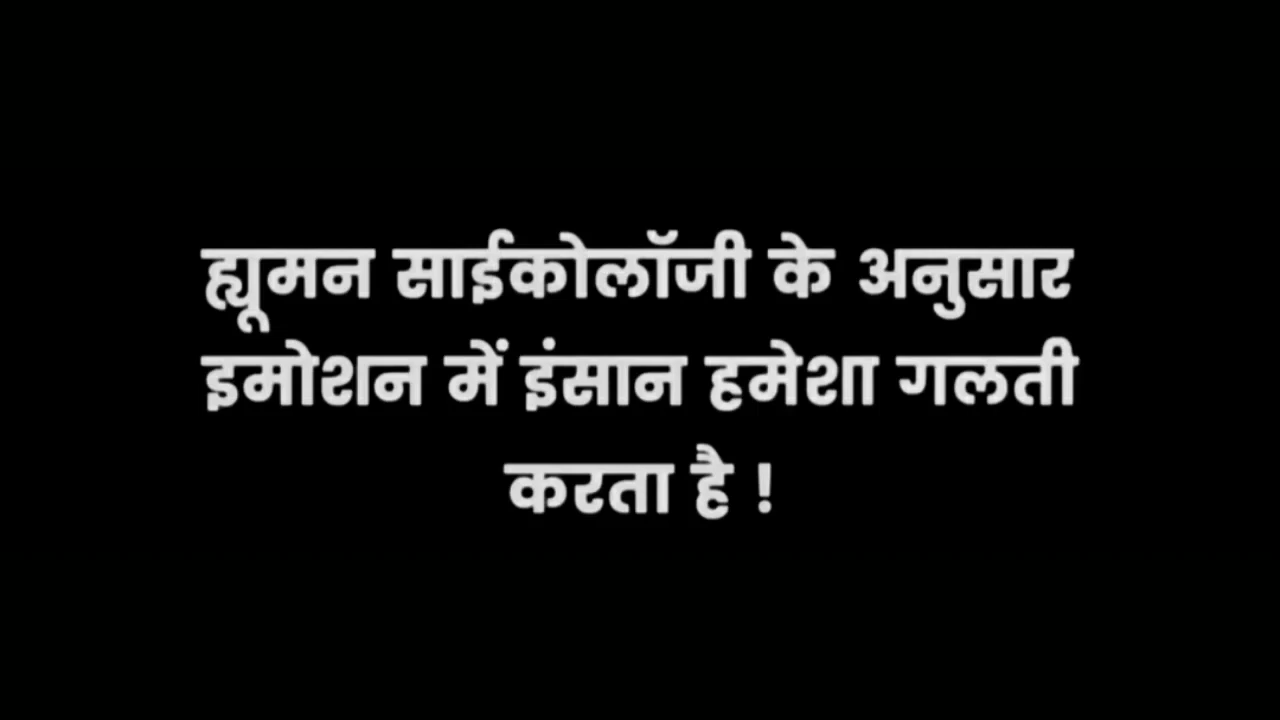 ह्यूमन साईकोलॉजी के अनुसार
इमोशन में इंसान हमेशा गलती
करता है !